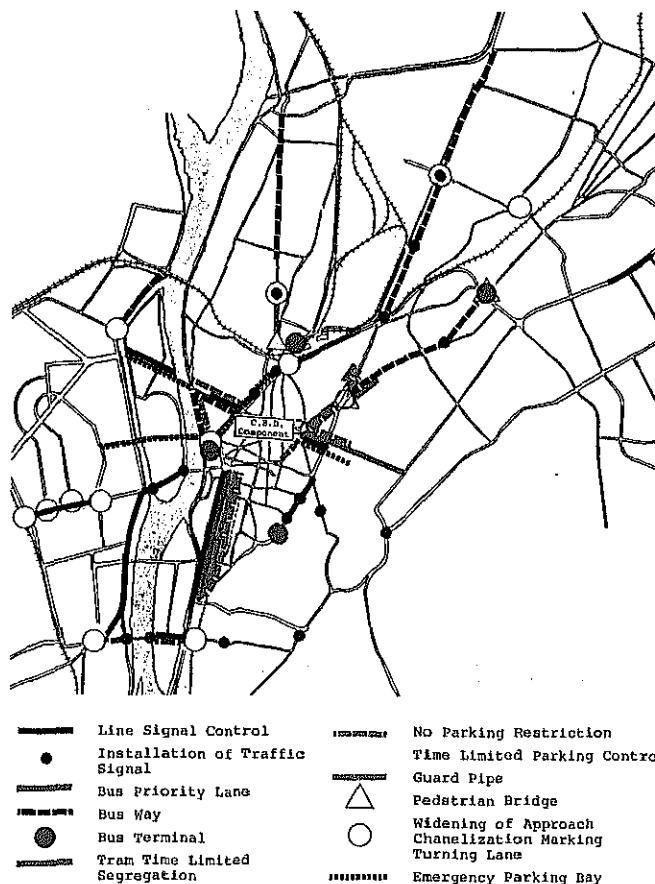 C.B.D.
Component
Line Signal Control
Installation of Traffic
Signal
Bus Priority Lane
Bus Way
Bus Terminal
Tram Time Limited
Segregation
No Parking Restriction
Time Limited Parking Control
Guard Pipe
Pedstrian Bridge
Widening of Approach
Chanelization Marking
Turning Lane
Emergency Parking Bay